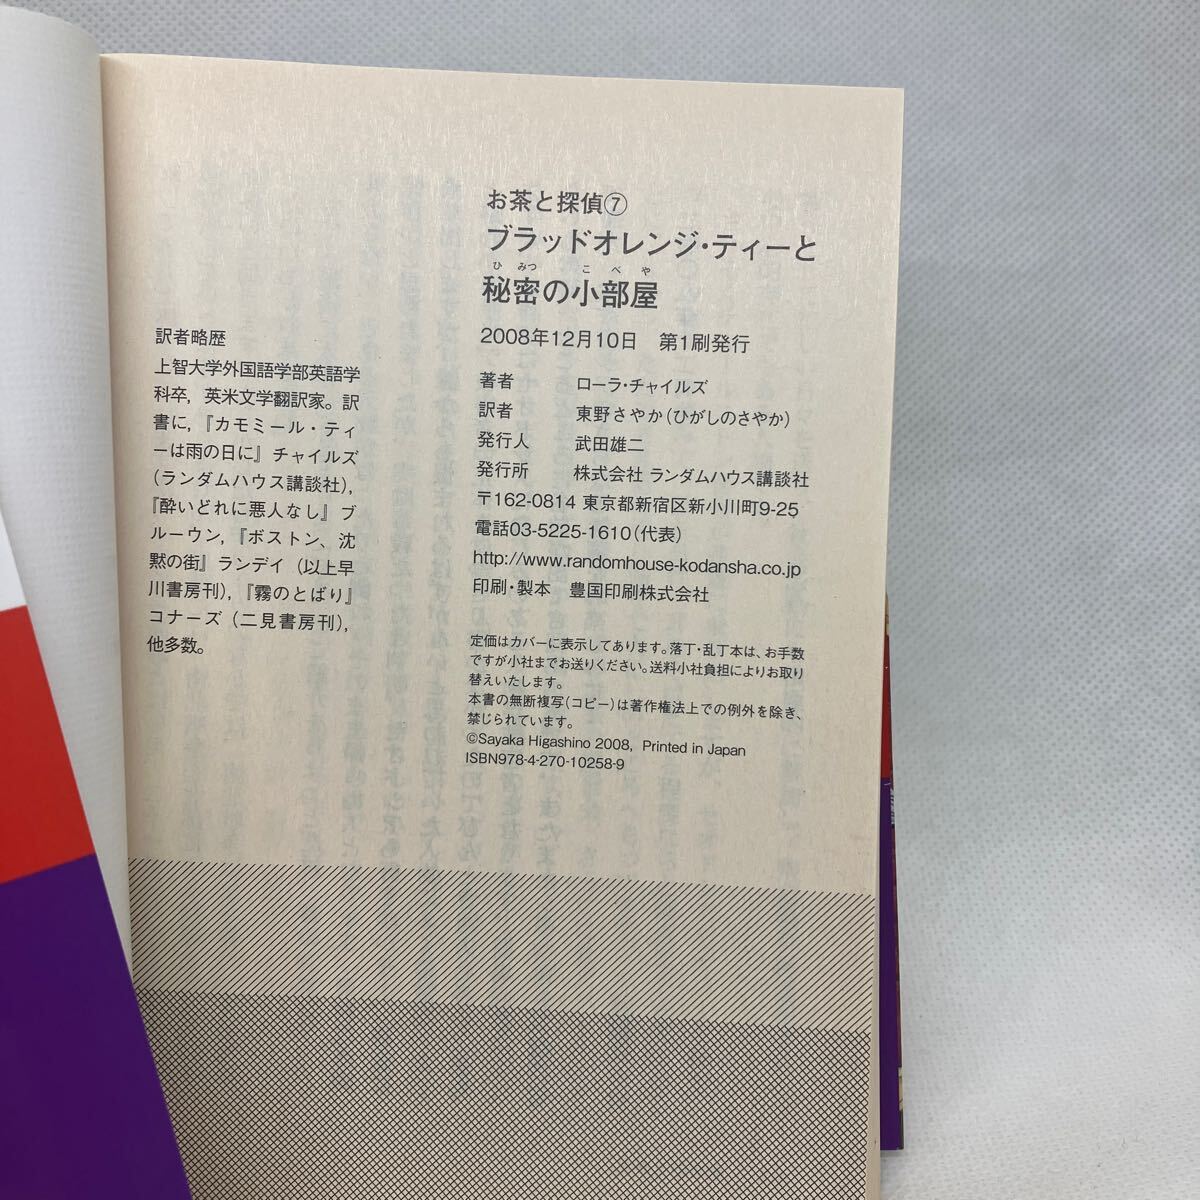 お茶と探偵⑦
ブラッドオレンジ・ティーと
ひみつ こべや
秘密の小部屋
2008年12月10日 第1刷発行
著者 ローラ・チャイルズ
訳者 東野さやか(ひがしのさやか)
発行人 武田雄二
発行所 株式会社 ランダムハウス講談社
〒162-0814 東京都新宿区新小川町9-25
電話03-5225-1610(代表)
http://www.randomhouse-kodansha.co.jp
印刷・製本 豊国印刷株式会社
定価はカバーに表示してあります。落丁・乱丁本は、お手数
ですが小社までお送りください。送料小社負担によりお取り
替えいたします。
本書の無断複写(コピー)は著作権法上での例外を除き、
禁じられています。
©Sayaka Higashino 2008, Printed in Japan
ISBN978-4-270-10258-9
訳者略歴
上智大学外国語学部英語学
科卒，英米文学翻訳家。訳
書に，『カモミール・ティ
ーは雨の日に』チャイルズ
(ランダムハウス講談社)，
『酔いどれに悪人なし』ブ
ルーウン，『ボストン、沈
黙の街』ランデイ（以上早
川書房刊)，『霧のとばり』
コナーズ（二見書房刊)，
他多数。